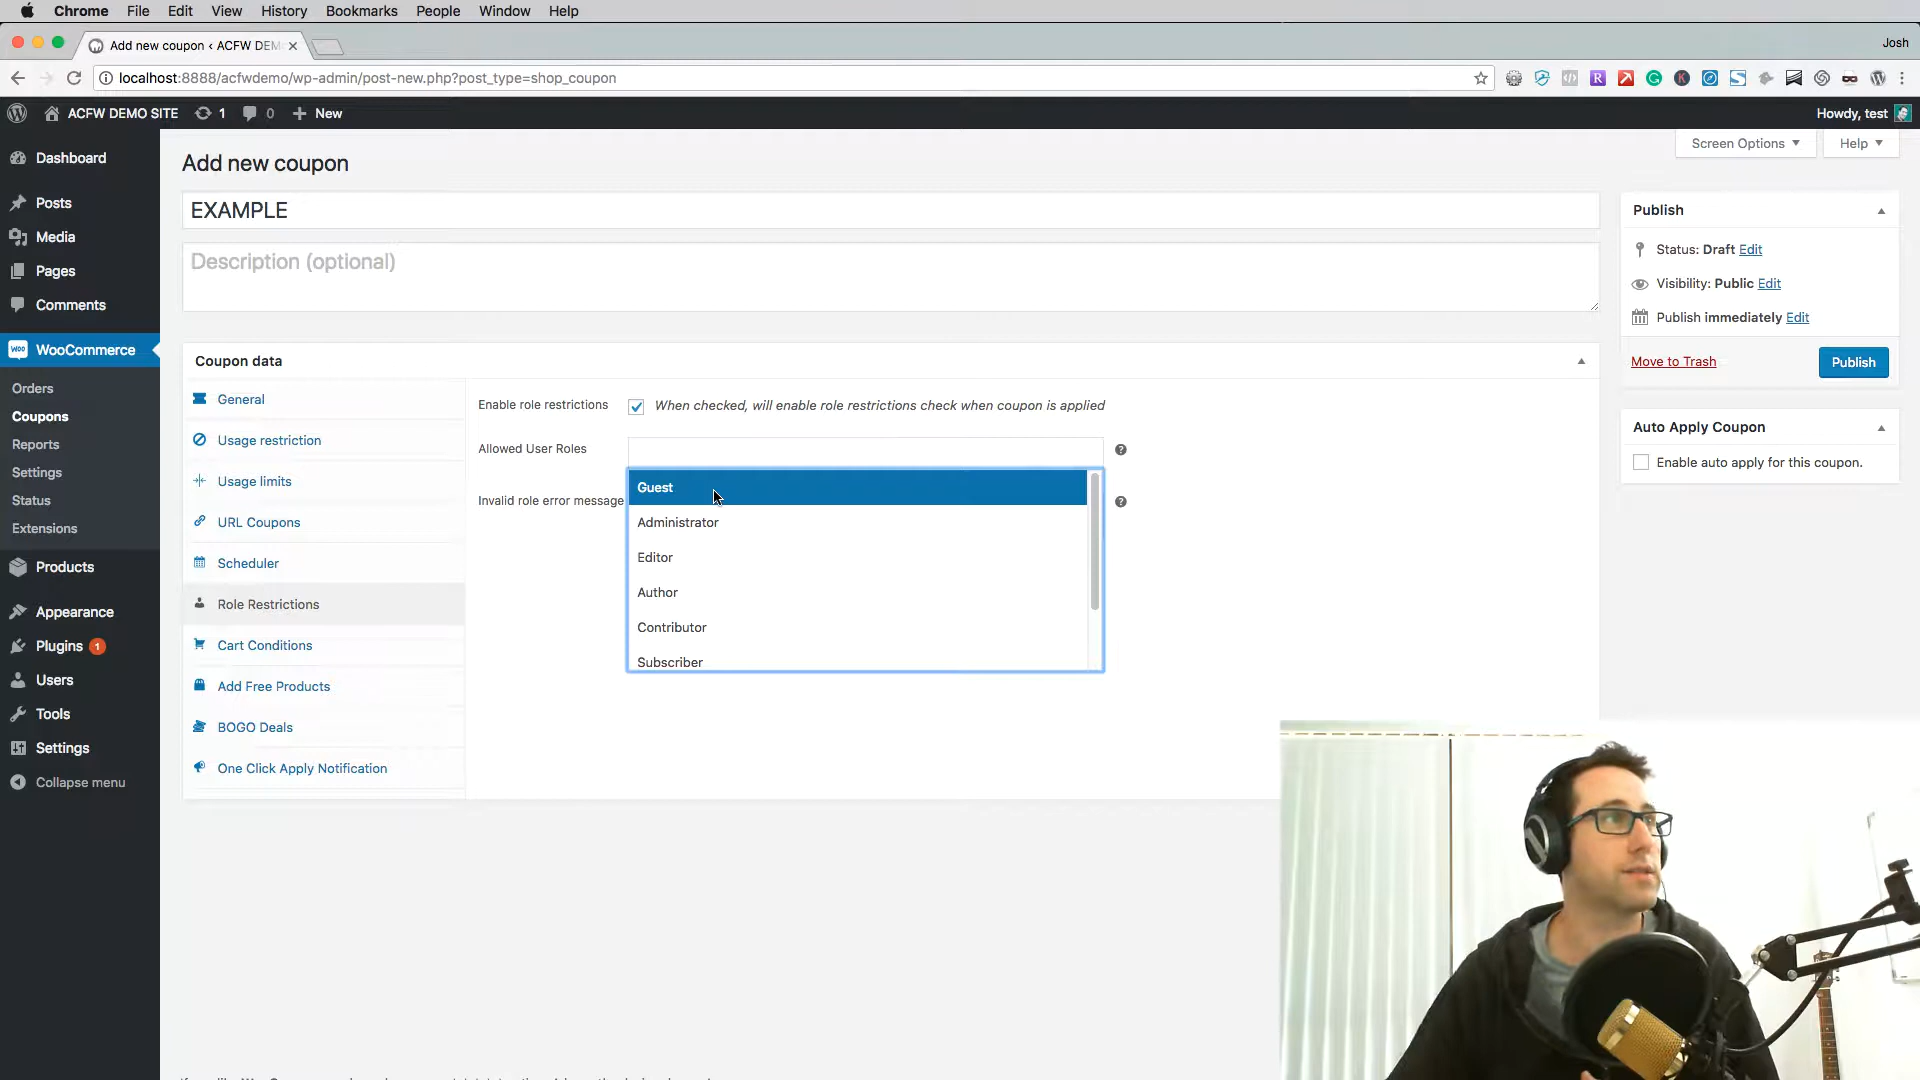 Chrome File Edit View History Bookmarks People Window Help
Add new coupon ‹ ACFW DEM
Josh
localhost:8888/acfwdemo/wp-admin/post-new.php?post_type=shop_coupon
ACFW DEMO SITE 1 0 New
Howdy, test
Screen Options Help
Dashboard
Posts
Media
Pages
Comments
WooCommerce
Orders
Coupons
Reports
Settings
Status
Extensions
Products
Appearance
Plugins 1
Users
Tools
Settings
Collapse menu
Add new coupon
EXAMPLE
Description (optional)
Coupon data
General
Usage restriction
Usage limits
URL Coupons
Scheduler
Role Restrictions
Cart Conditions
Add Free Products
BOGO Deals
One Click Apply Notification
Enable role restrictions When checked, will enable role restrictions check when coupon is applied
Allowed User Roles
Invalid role error message
Guest
Administrator
Editor
Author
Contributor
Subscriber
Publish
Status: Draft Edit
Visibility: Public Edit
Publish immediately Edit
Move to Trash Publish
Auto Apply Coupon
Enable auto apply for this coupon.